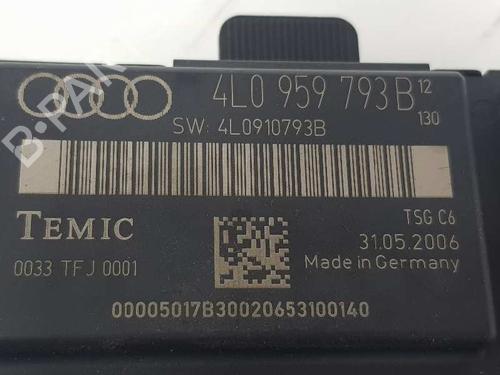 4L0 959 793 B 12
130
SW: 4L0910793B
TEMIC
TSG C6
31.05.2006
0033 TFJ 0001
Made in Germany
00005017B30020653100140
B-PARTS